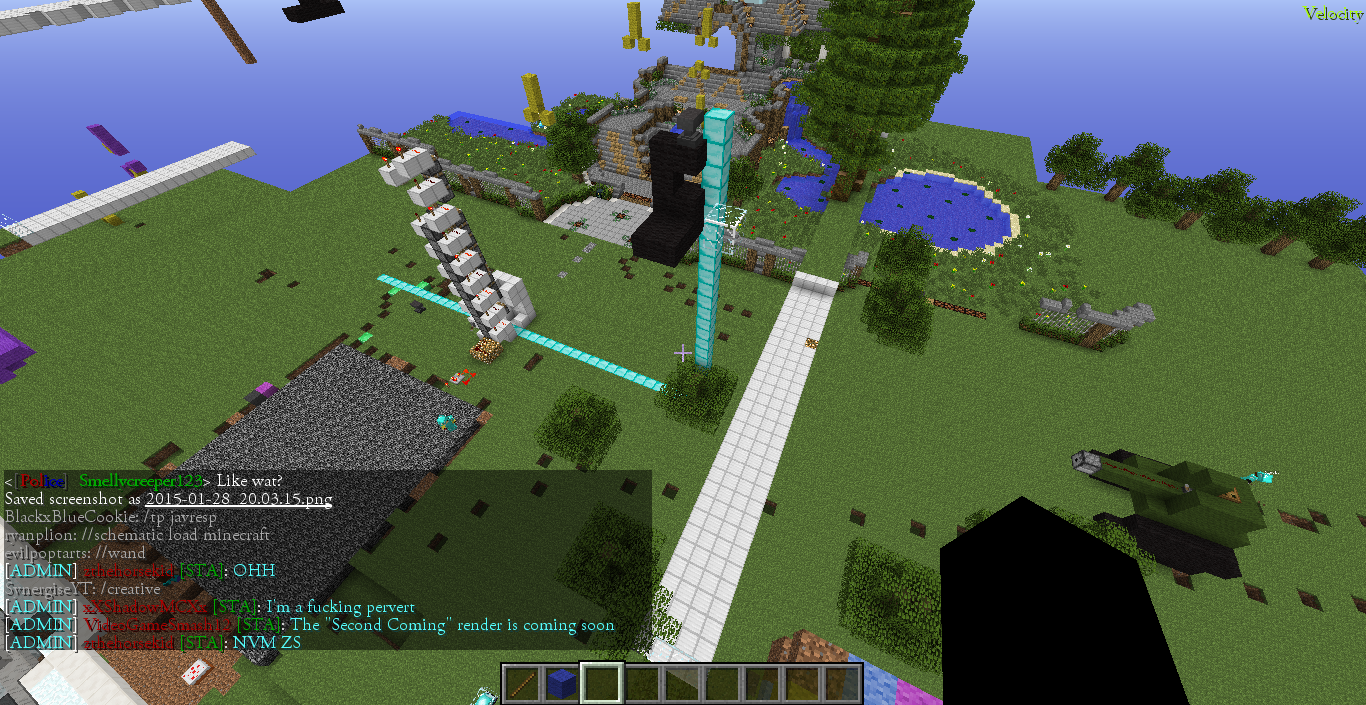 Velocity
<[Police] Smellycreeper123> Like wat?
Saved screenshot as 2015-01-28_20.03.15.png
BlackxBlueCookie: /tp javresp
ryanplion: //schematic load minecraft
evilpoptarts: //wand
[ADMIN] [STA]: OHH
SynergiseYT: /creative
[ADMIN] xXShadowMCXx [STA]: I'm a fucking pervert
[ADMIN] VideoGameSmash12 [STA]: The "Second Coming" render is coming soon
[ADMIN] [STA]: NVM ZS